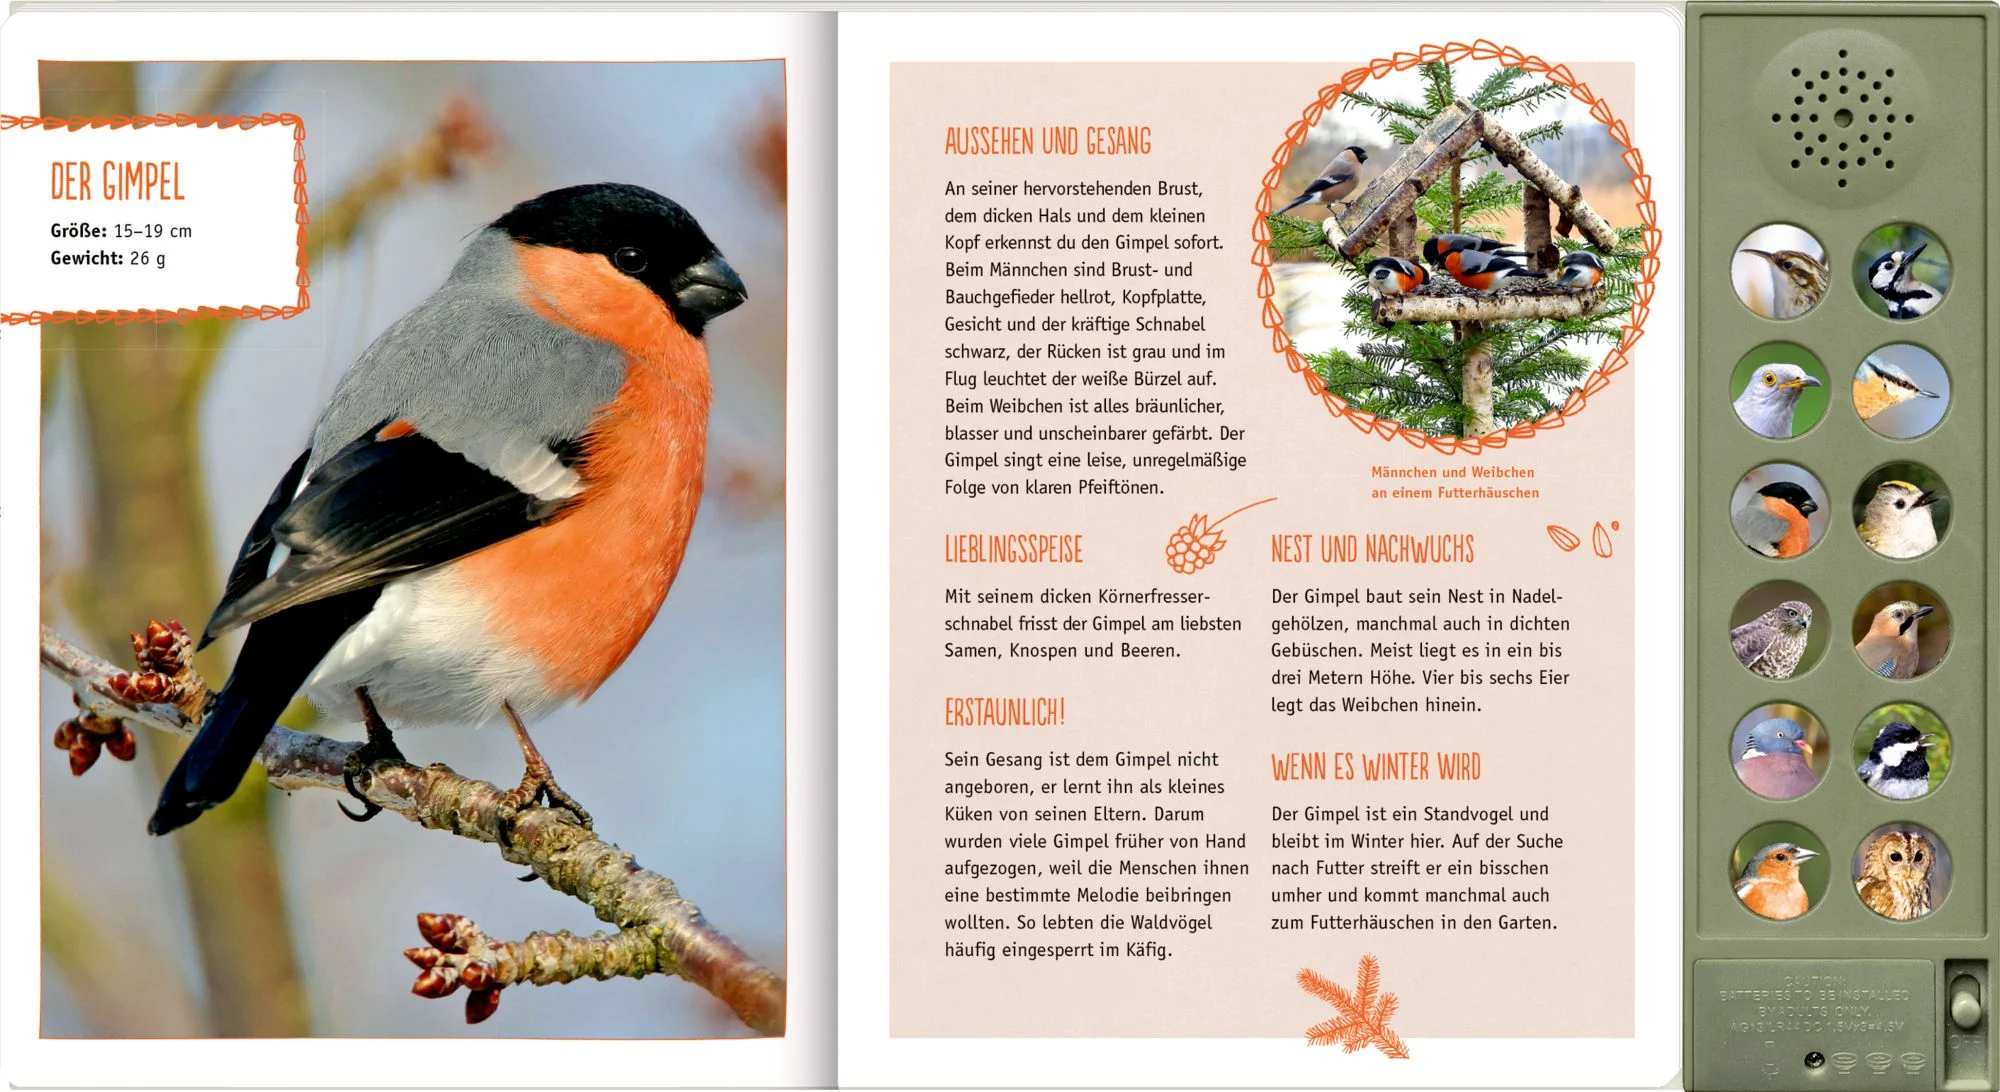 DER GIMPEL
Größe: 15–19 cm
Gewicht: 26 g
AUSSEHEN UND GESANG
An seiner hervorstehenden Brust,
dem dicken Hals und dem kleinen
Kopf erkennst du den Gimpel sofort.
Beim Männchen sind Brust- und
Bauchgefieder hellrot, Kopfplatte,
Gesicht und der kräftige Schnabel
schwarz, der Rücken ist grau und im
Flug leuchtet der weiße Bürzel auf.
Beim Weibchen ist alles bräunlicher,
blasser und unscheinbarer gefärbt. Der
Gimpel singt eine leise, unregelmäßige
Folge von klaren Pfeiftönen.
Männchen und Weibchen
an einem Futterhäuschen
LIEBLINGSSPEISE
Mit seinem dicken Körnerfresser-
schnabel frisst der Gimpel am liebsten
Samen, Knospen und Beeren.
ERSTAUNLICH!
Sein Gesang ist dem Gimpel nicht
angeboren, er lernt ihn als kleines
Küken von seinen Eltern. Darum
wurden viele Gimpel früher von Hand
aufgezogen, weil die Menschen ihnen
eine bestimmte Melodie beibringen
wollten. So lebten die Waldvögel
häufig eingesperrt im Käfig.
NEST UND NACHWUCHS
Der Gimpel baut sein Nest in Nadel-
gehölzen, manchmal auch in dichten
Gebüschen. Meist liegt es in ein bis
drei Metern Höhe. Vier bis sechs Eier
legt das Weibchen hinein.
WENN ES WINTER WIRD
Der Gimpel ist ein Standvogel und
bleibt im Winter hier. Auf der Suche
nach Futter streift er ein bisschen
umher und kommt manchmal auch
zum Futterhäuschen in den Garten.
CAUTION:
BATTERIES TO BE INSTALLED
BY ADULTS ONLY.
AG13/LR44 DC 1.5Vx3=4.5V
OFF